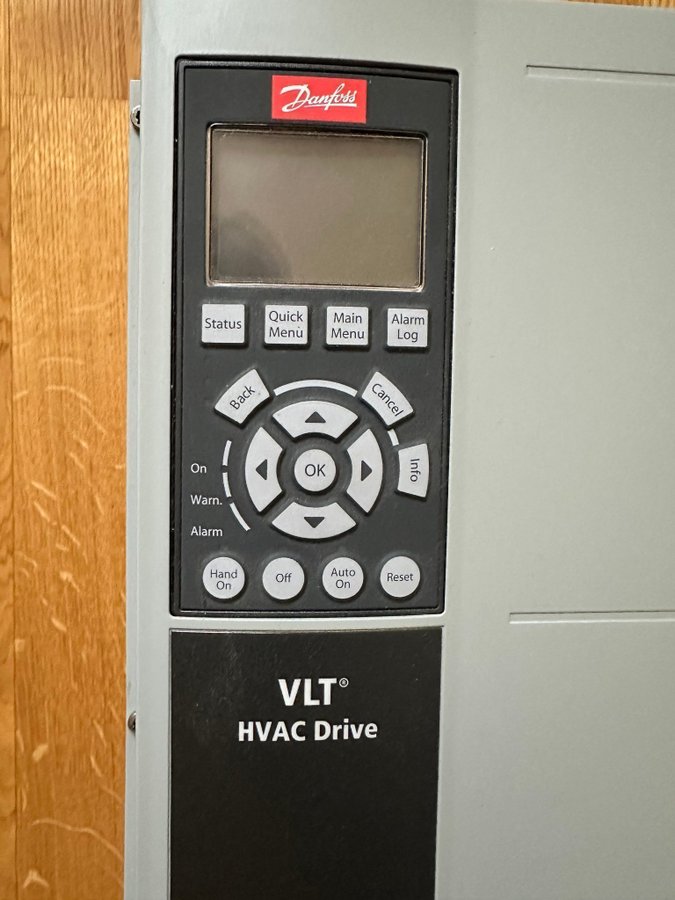 Danfoss
Status
Quick
Menu
Main
Menu
Alarm
Log
Back
Cancel
Info
OK
On
Warn.
Alarm
Hand
On
Off
Auto
On
Reset
VLT®
HVAC Drive